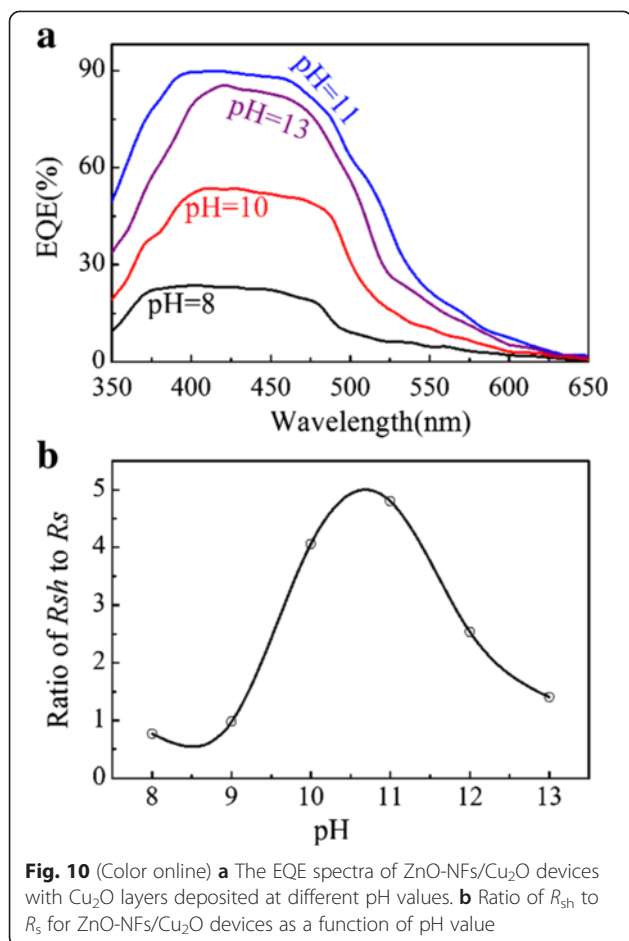 a
90
60
30
0
EQE(%)
pH=11
pH=13
pH=10
pH=8
350 400 450 500 550 600 650
Wavelength(nm)
b
5
4
3
2
1
0
Ratio of Rsh to Rs
8 9 10 11 12 13
pH
Fig. 10 (Color online) a The EQE spectra of ZnO-NFs/Cu₂O devices
with Cu₂O layers deposited at different pH values. b Ratio of Rₛₕ to
Rₛ for ZnO-NFs/Cu₂O devices as a function of pH value